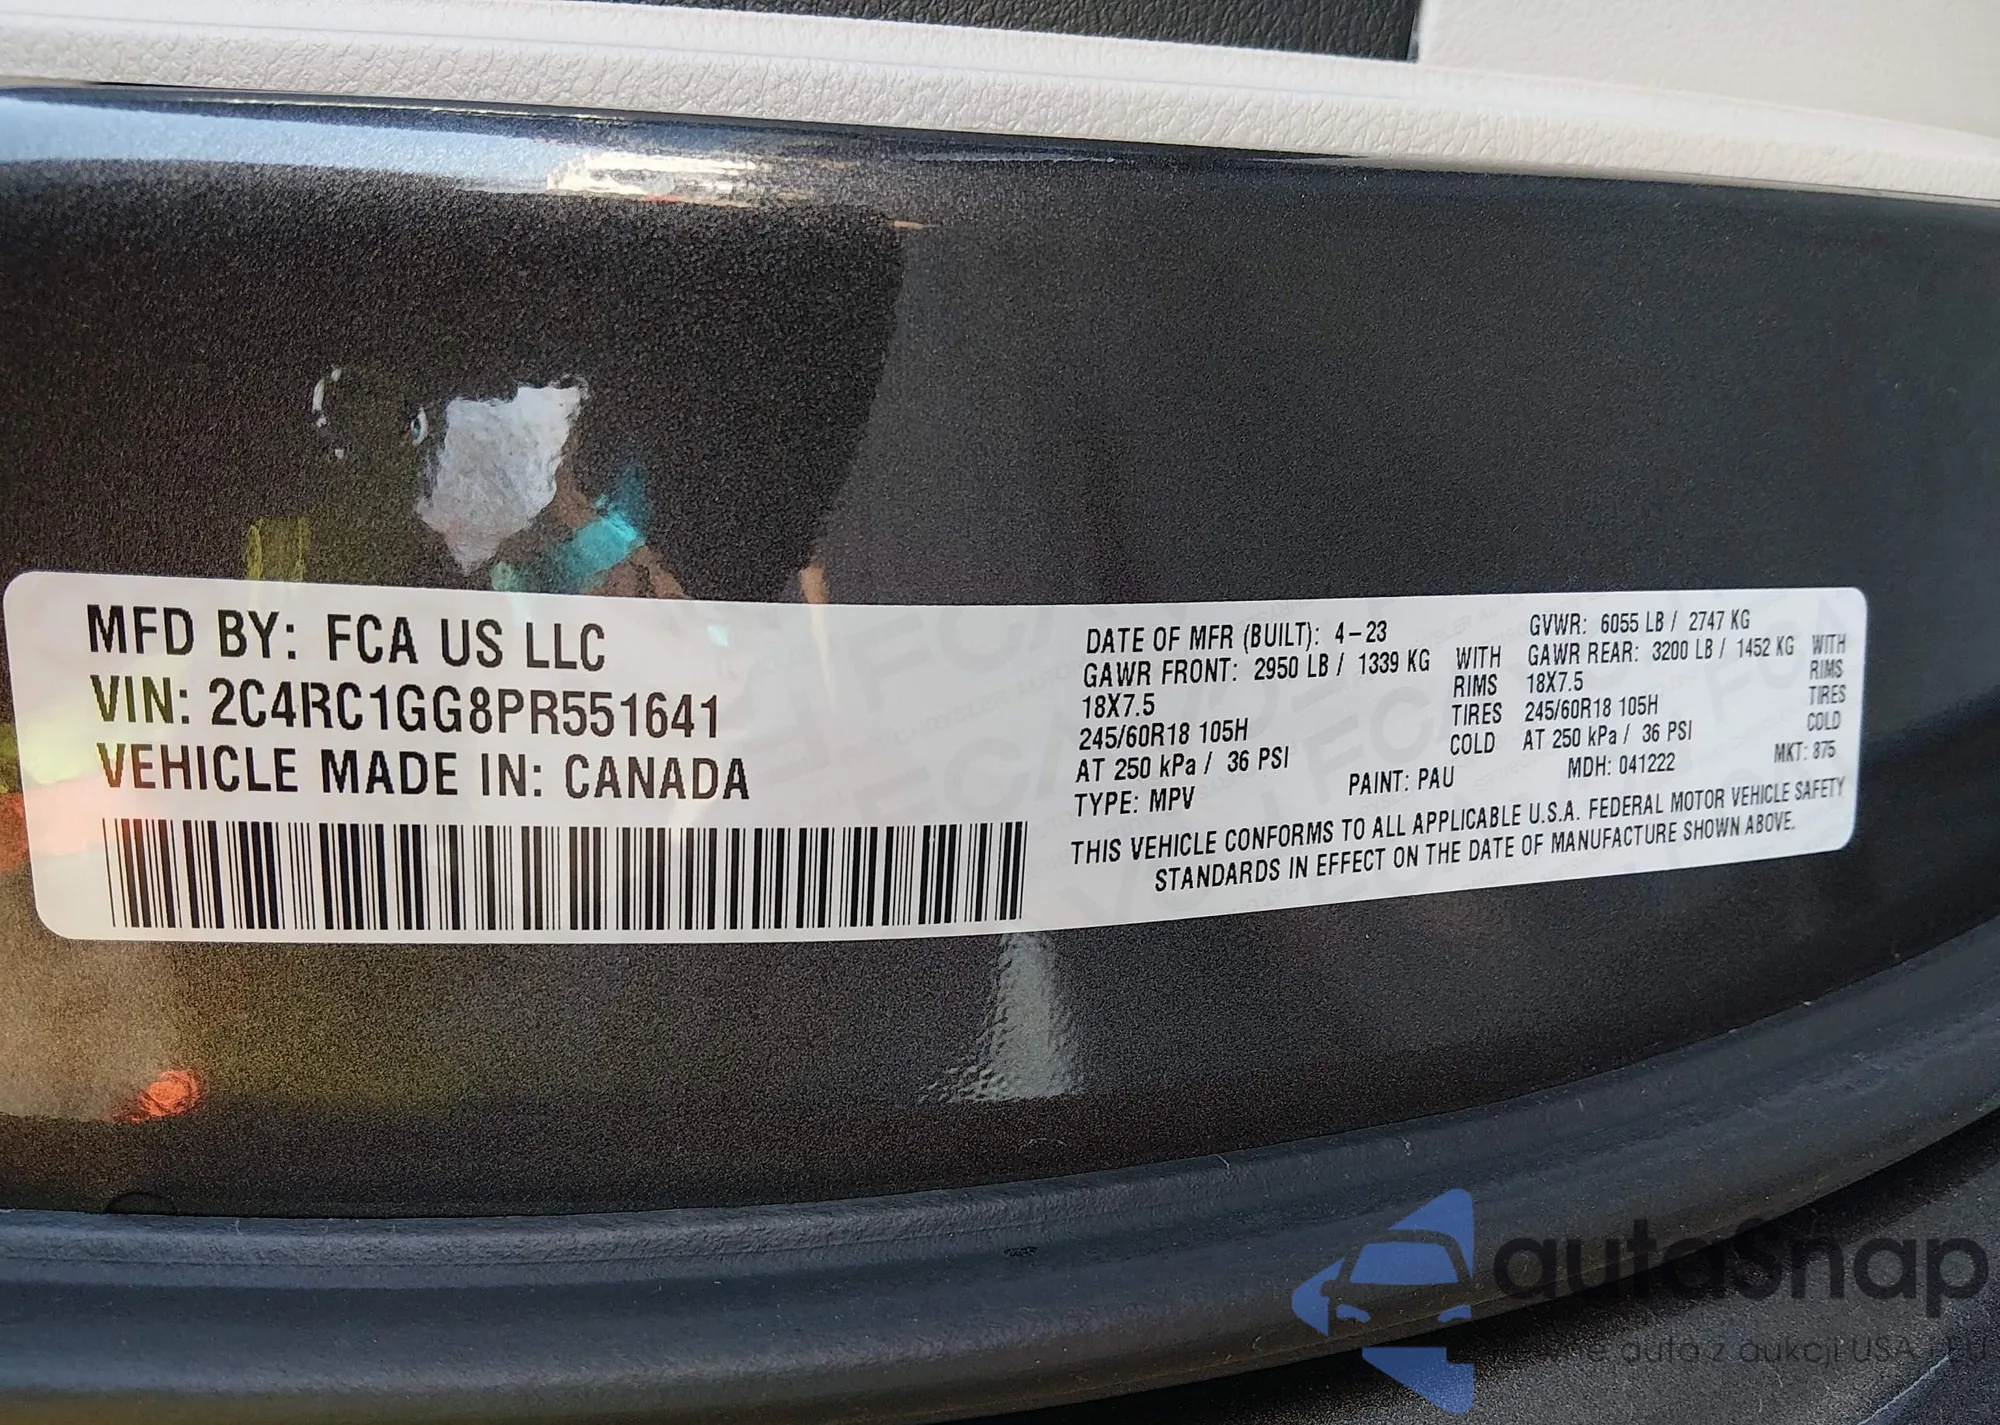 MFD BY: FCA US LLC
VIN: 2C4RC1GG8PR551641
VEHICLE MADE IN: CANADA
DATE OF MFR (BUILT): 4-23 GVWR: 6055 LB / 2747 KG
GAWR FRONT: 2950 LB / 1339 KG WITH GAWR REAR: 3200 LB / 1452 KG WITH
18X7.5 RIMS 18X7.5 RIMS
245/60R18 105H TIRES 245/60R18 105H TIRES
AT 250 kPa / 36 PSI COLD AT 250 kPa / 36 PSI COLD
TYPE: MPV PAINT: PAU MDH: 041222 MKT: 875
THIS VEHICLE CONFORMS TO ALL APPLICABLE U.S.A. FEDERAL MOTOR VEHICLE SAFETY
STANDARDS IN EFFECT ON THE DATE OF MANUFACTURE SHOWN ABOVE.
autaSnap
auta z aukcji USA